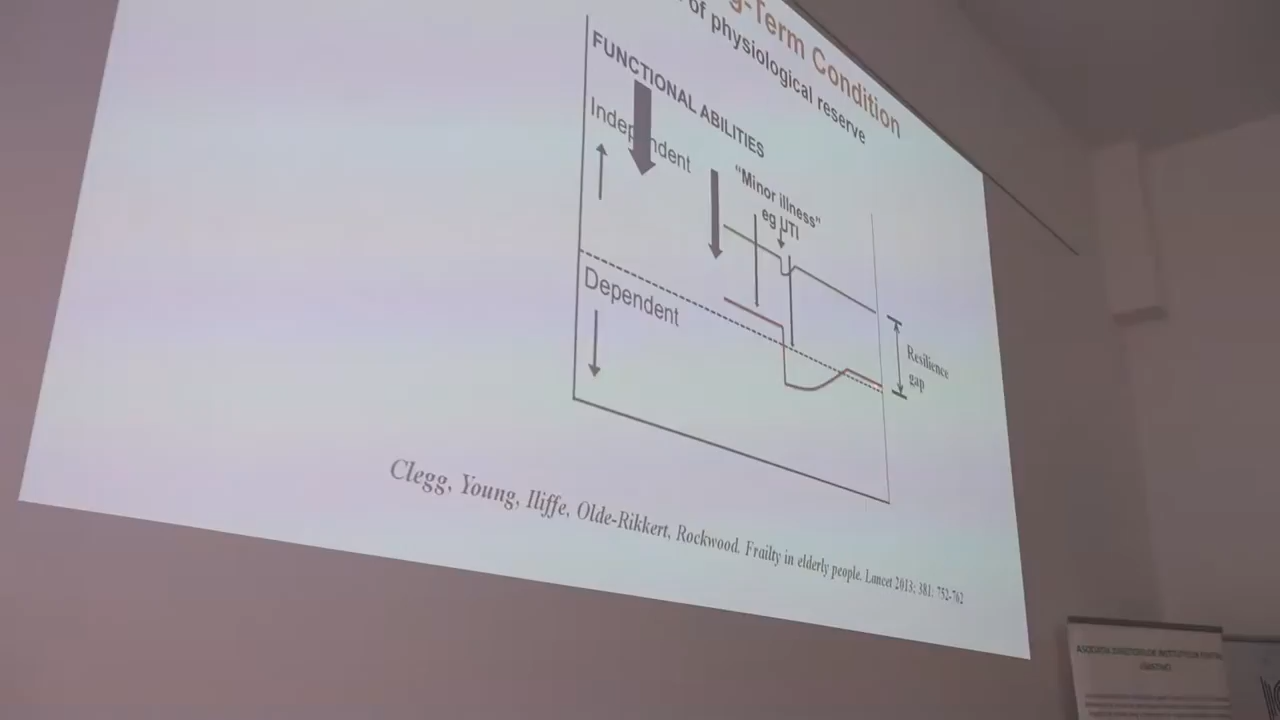 g-Term Condition
of physiological reserve
FUNCTIONAL ABILITIES
Independent
"Minor illness"
eg UTI
Dependent
Resilience
gap
Clegg, Young, Iliffe, Olde-Rikkert, Rockwood. Frailty in elderly people. Lancet 2013; 381: 752-762